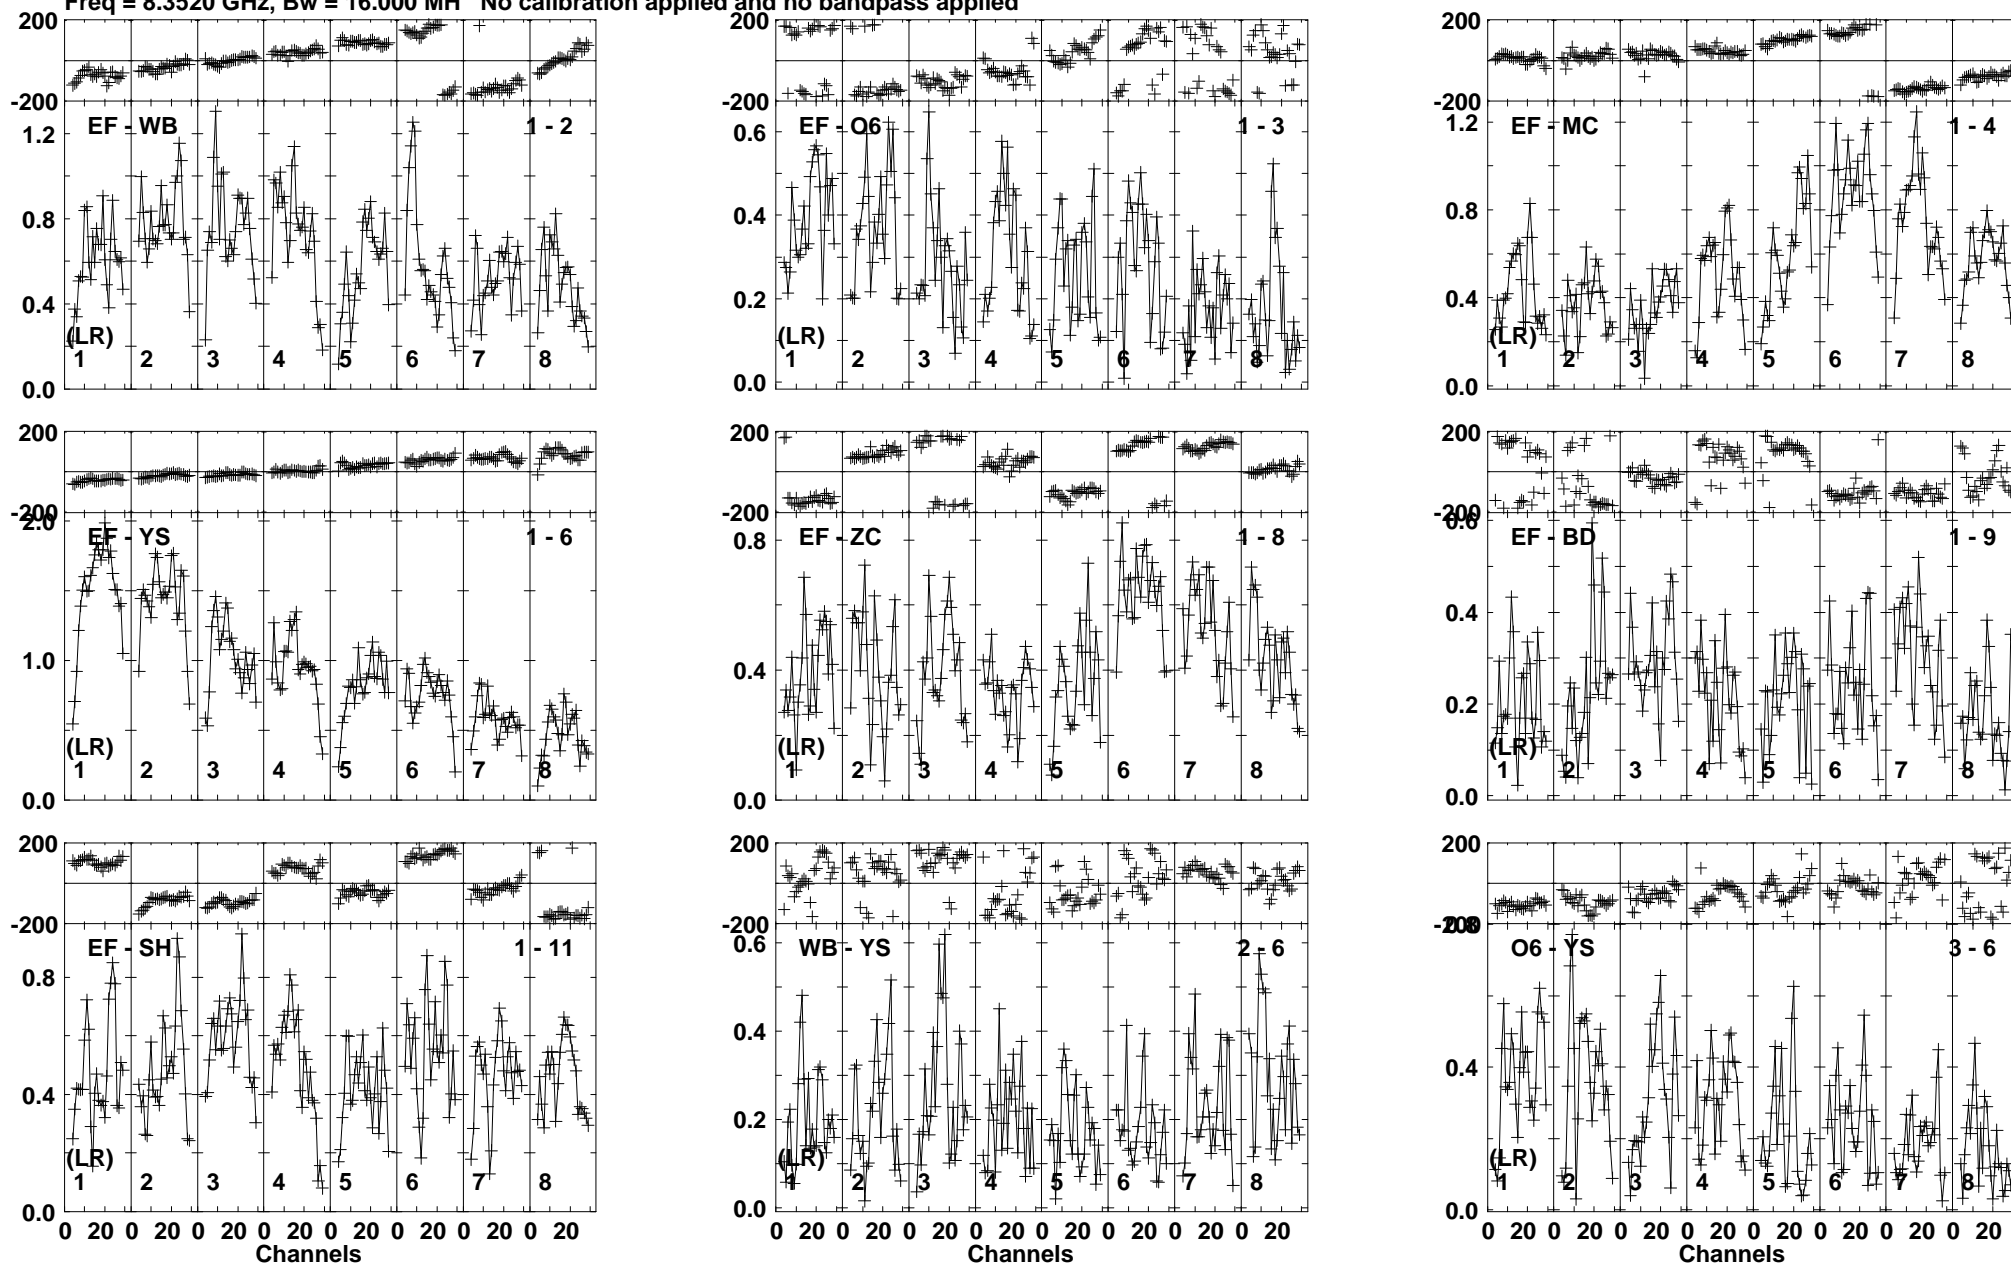 Freq = 8.3520 GHz, Bw = 16.000 MH No calibration applied and no bandpass applied
200 200 200
-200 -200 -200
EF - WB 1 - 2 EF - O6 1 - 3 EF - MC 1 - 4
1.2 0.6 1.2
0.8 0.4 0.8
0.4 0.2 0.4
(LR) (LR) (LR)
1 2 3 4 5 6 7 8 1 2 3 4 5 6 7 8 1 2 3 4 5 6 7 8
0.0 0.0 0.0
200 200 200
-200 -200 -200
2.0 0.6
EF - YS 1 - 6 EF - ZC 1 - 8 EF - BD 1 - 9
0.8
1.0 0.4 0.4
0.2
(LR) (LR)
1 2 3 4 5 6 7 8 1 2 3 4 5 6 7 8 1 2 3 4 5 6 7 8
0.0 0.0 0.0
200 200 200
-200 -200 -200
0.8
EF - SH 1 - 11 WB - YS 2 - 6 O6 - YS 3 - 6
0.8 0.6
0.4 0.4 0.4
0.2
(LR) (LR) (LR)
1 2 3 4 5 6 7 8 1 2 3 4 5 6 7 8 1 2 3 4 5 6 7 8
0.0 0.0 0.0
0 20 0 20 0 20 0 20 0 20 0 20 0 20 0 20 0 20 0 20 0 20 0 20 0 20 0 20 0 20 0 20 0 20 0 20 0 20 0 20 0 20 0 20 0 20 0 20
Channels Channels Channels